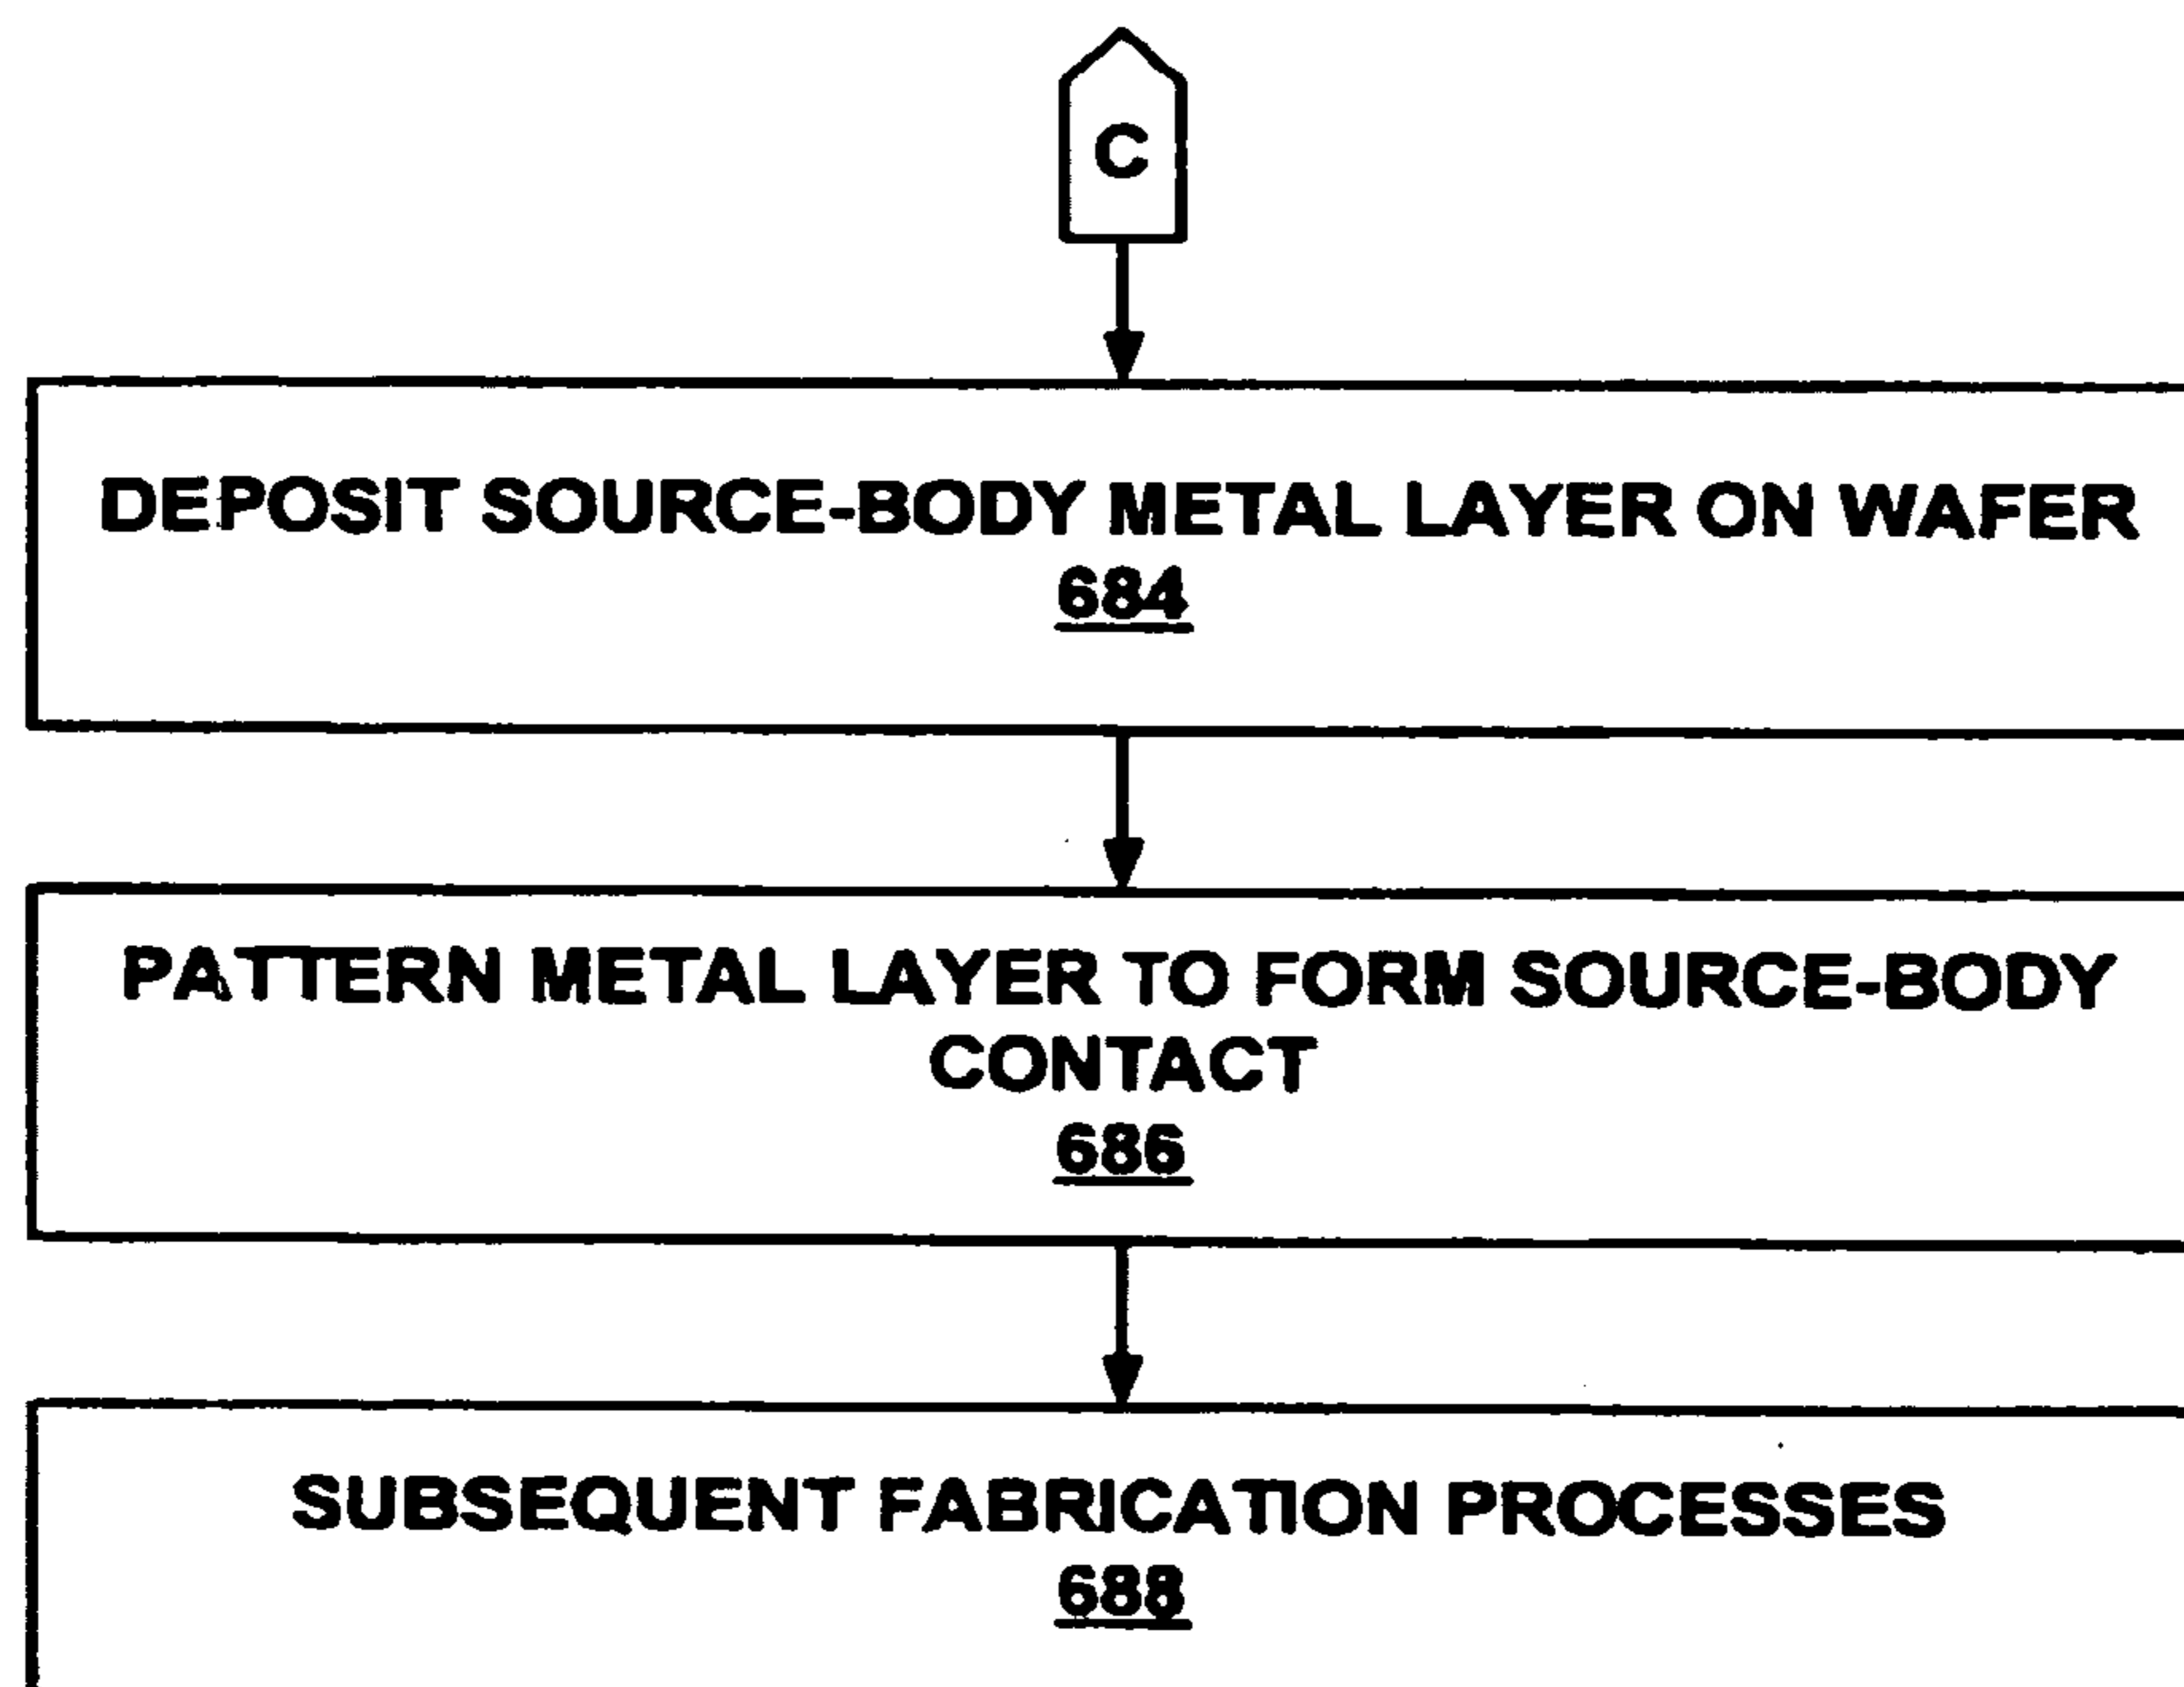 C
DEPOSIT SOURCE-BODY METAL LAYER ON WAFER
684
PATTERN METAL LAYER TO FORM SOURCE-BODY
CONTACT
686
SUBSEQUENT FABRICATION PROCESSES
688